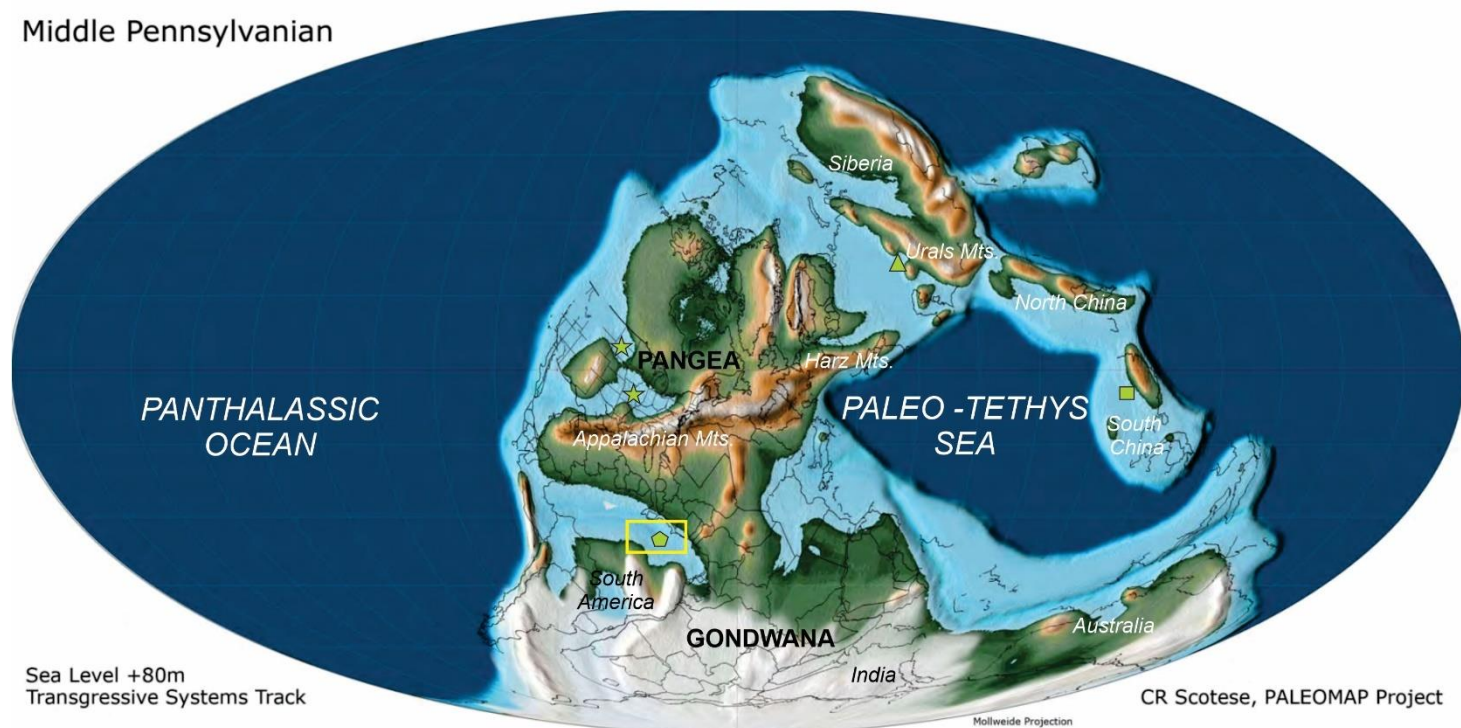 Middle Pennsylvanian
Siberia
Urals Mts.
North China
PANGEA
Harz Mts.
PANTHALASSIC
OCEAN
PALEO -TETHYS
SEA
South
China
Appalachian Mts.
South
America
GONDWANA
Australia
India
Sea Level +80m
Transgressive Systems Track
CR Scotese, PALEOMAP Project
Mollweide Projection